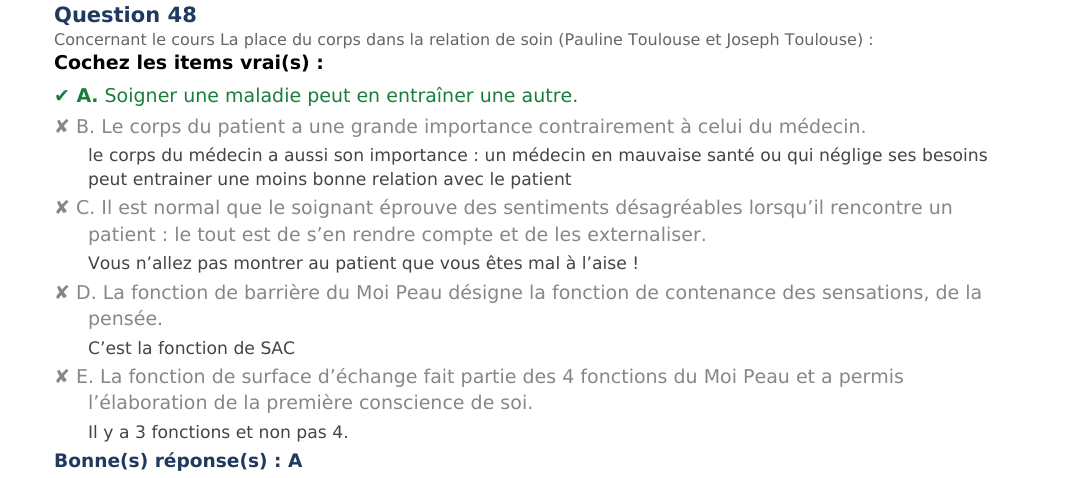 Question 48
Concernant le cours La place du corps dans la relation de soin (Pauline Toulouse et Joseph Toulouse) :
Cochez les items vrai(s) :
✔ A. Soigner une maladie peut en entraîner une autre.
✘ B. Le corps du patient a une grande importance contrairement à celui du médecin.
le corps du médecin a aussi son importance : un médecin en mauvaise santé ou qui néglige ses besoins
peut entrainer une moins bonne relation avec le patient
✘ C. Il est normal que le soignant éprouve des sentiments désagréables lorsqu’il rencontre un
patient : le tout est de s’en rendre compte et de les externaliser.
Vous n’allez pas montrer au patient que vous êtes mal à l’aise !
✘ D. La fonction de barrière du Moi Peau désigne la fonction de contenance des sensations, de la
pensée.
C’est la fonction de SAC
✘ E. La fonction de surface d’échange fait partie des 4 fonctions du Moi Peau et a permis
l’élaboration de la première conscience de soi.
Il y a 3 fonctions et non pas 4.
Bonne(s) réponse(s) : A